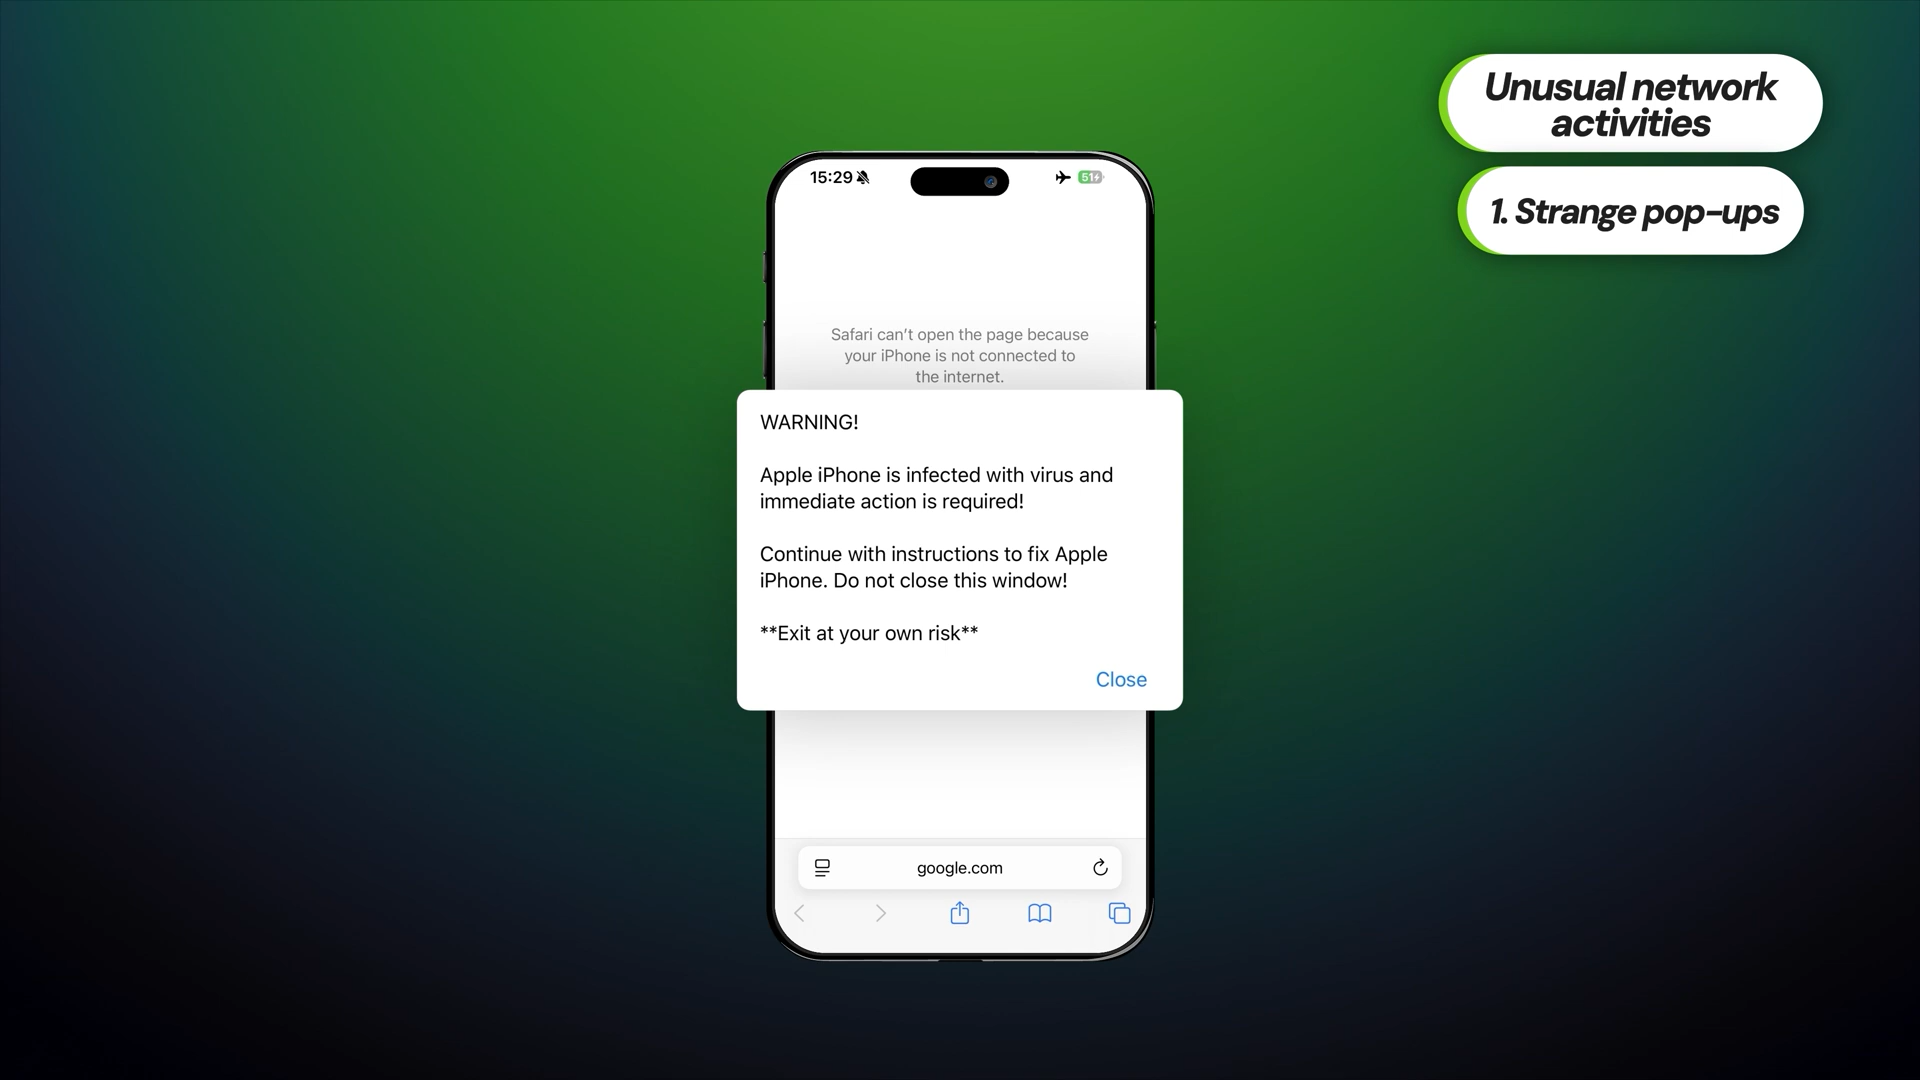 Unusual network
activities
1. Strange pop-ups
15:29
51
Safari can’t open the page because
your iPhone is not connected to
the internet.
WARNING!
Apple iPhone is infected with virus and
immediate action is required!
Continue with instructions to fix Apple
iPhone. Do not close this window!
**Exit at your own risk**
Close
google.com